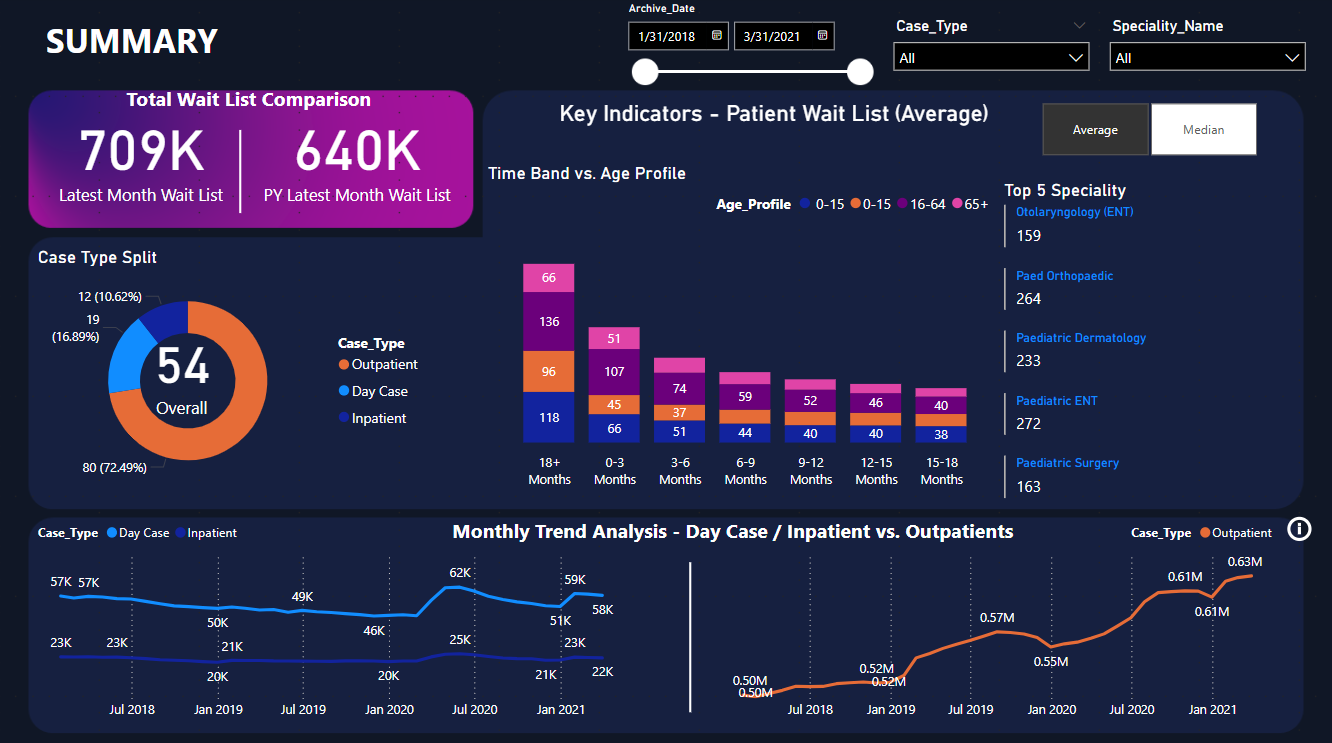 SUMMARY
Archive_Date
1/31/2018
3/31/2021
Case_Type
All
Speciality_Name
All
Total Wait List Comparison
709K
Latest Month Wait List
640K
PY Latest Month Wait List
Key Indicators - Patient Wait List (Average)
Average
Median
Time Band vs. Age Profile
Age_Profile 0-15 0-15 16-64 65+
66
136
96
118
51
107
45
66
74
37
51
59
44
52
40
46
40
40
38
18+
Months
0-3
Months
3-6
Months
6-9
Months
9-12
Months
12-15
Months
15-18
Months
Top 5 Speciality
Otolaryngology (ENT)
159
Paed Orthopaedic
264
Paediatric Dermatology
233
Paediatric ENT
272
Paediatric Surgery
163
Case Type Split
12 (10.62%)
19
(16.89%)
80 (72.49%)
54
Overall
Case_Type
Outpatient
Day Case
Inpatient
Monthly Trend Analysis - Day Case / Inpatient vs. Outpatients
Case_Type Day Case Inpatient
57K
57K
50K
49K
46K
62K
51K
59K
58K
23K
23K
20K
21K
20K
25K
21K
23K
22K
Jul 2018
Jan 2019
Jul 2019
Jan 2020
Jul 2020
Jan 2021
Case_Type Outpatient
i
0.50M
0.50M
0.52M
0.52M
0.57M
0.55M
0.61M
0.61M
0.63M
Jul 2018
Jan 2019
Jul 2019
Jan 2020
Jul 2020
Jan 2021